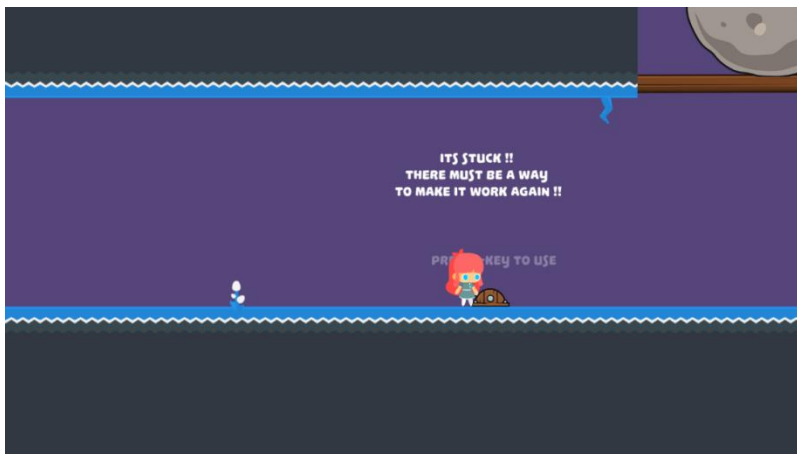 ITS STUCK !!
THERE MUST BE A WAY
TO MAKE IT WORK AGAIN !!
KEY TO USE